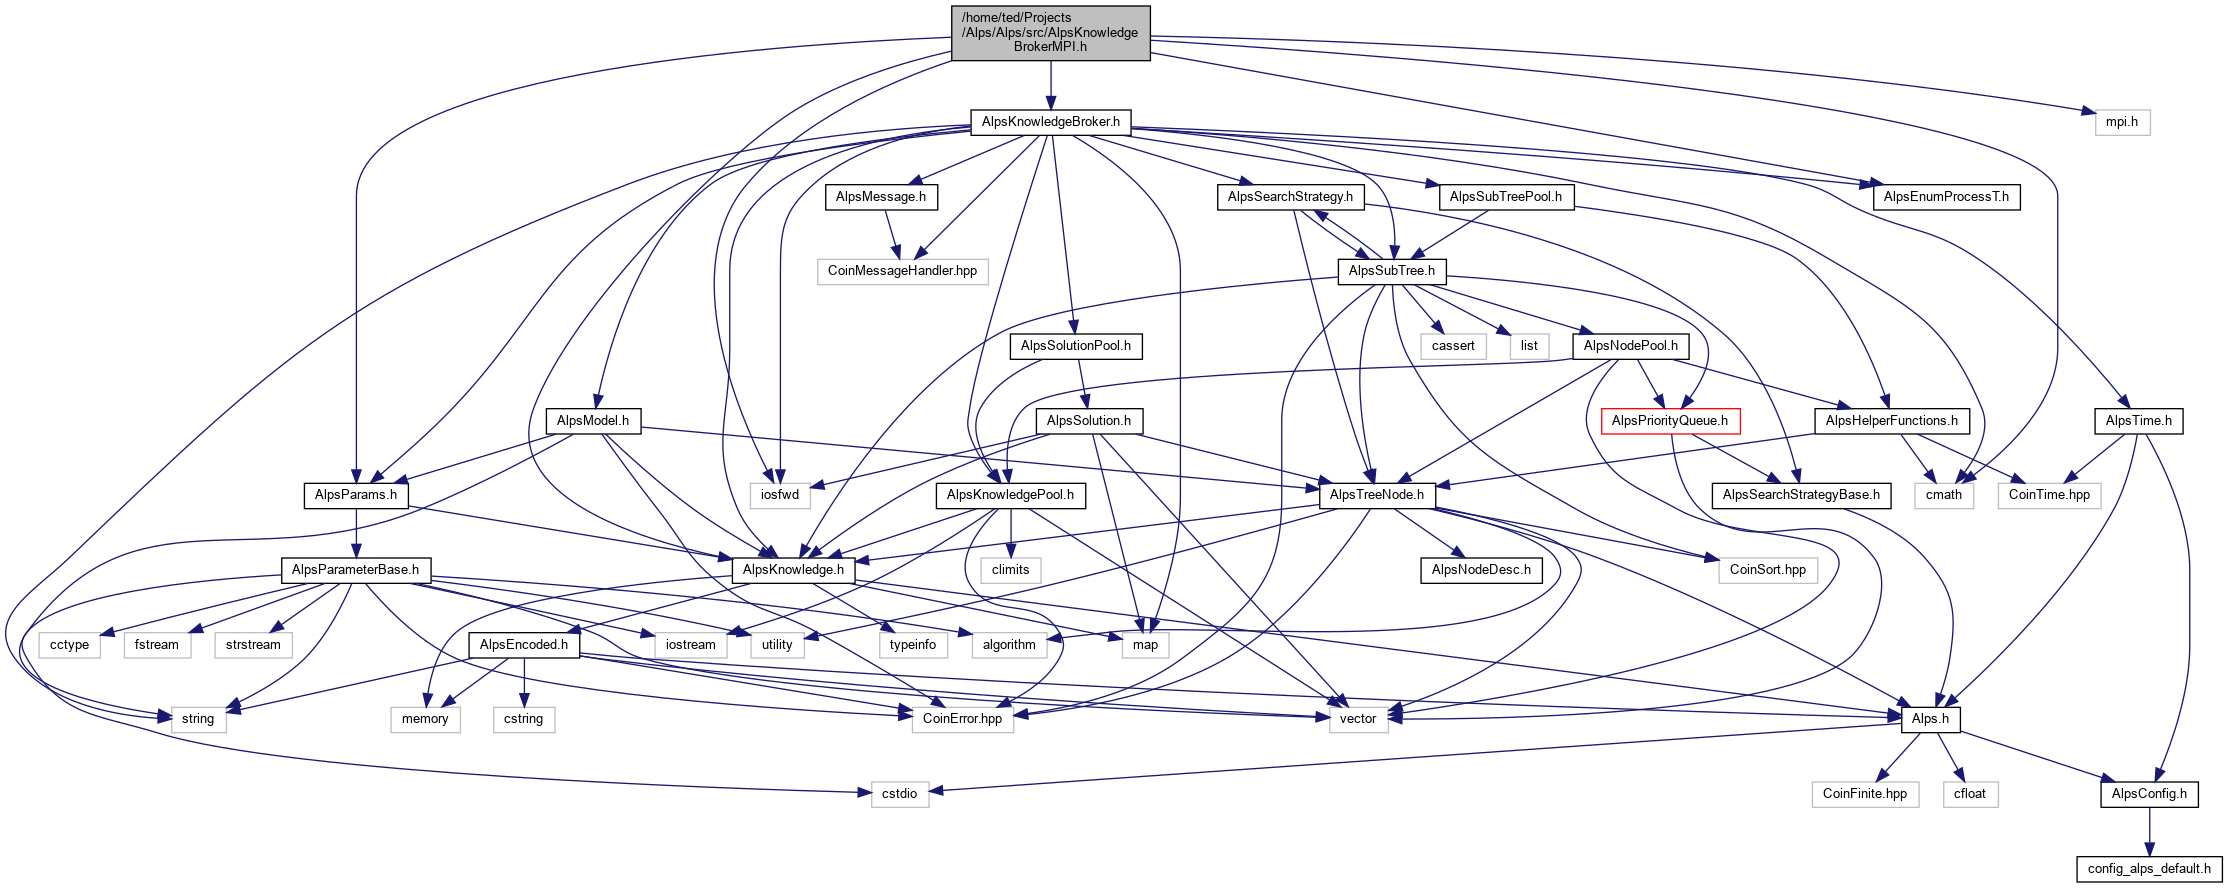 /home/ted/Projects
/Alps/Alps/src/AlpsKnowledge
BrokerMPI.h
AlpsKnowledgeBroker.h
mpi.h
AlpsMessage.h
AlpsSearchStrategy.h
AlpsSubTreePool.h
AlpsEnumProcessT.h
CoinMessageHandler.hpp
AlpsSubTree.h
AlpsSolutionPool.h
cassert
list
AlpsNodePool.h
AlpsModel.h
AlpsSolution.h
AlpsPriorityQueue.h
AlpsHelperFunctions.h
AlpsTime.h
AlpsParams.h
iosfwd
AlpsKnowledgePool.h
AlpsTreeNode.h
AlpsSearchStrategyBase.h
cmath
CoinTime.hpp
AlpsParameterBase.h
AlpsKnowledge.h
climits
AlpsNodeDesc.h
CoinSort.hpp
cctype
fstream
strstream
AlpsEncoded.h
iostream
utility
typeinfo
algorithm
map
string
memory
cstring
CoinError.hpp
vector
Alps.h
cstdio
CoinFinite.hpp
cfloat
AlpsConfig.h
config_alps_default.h